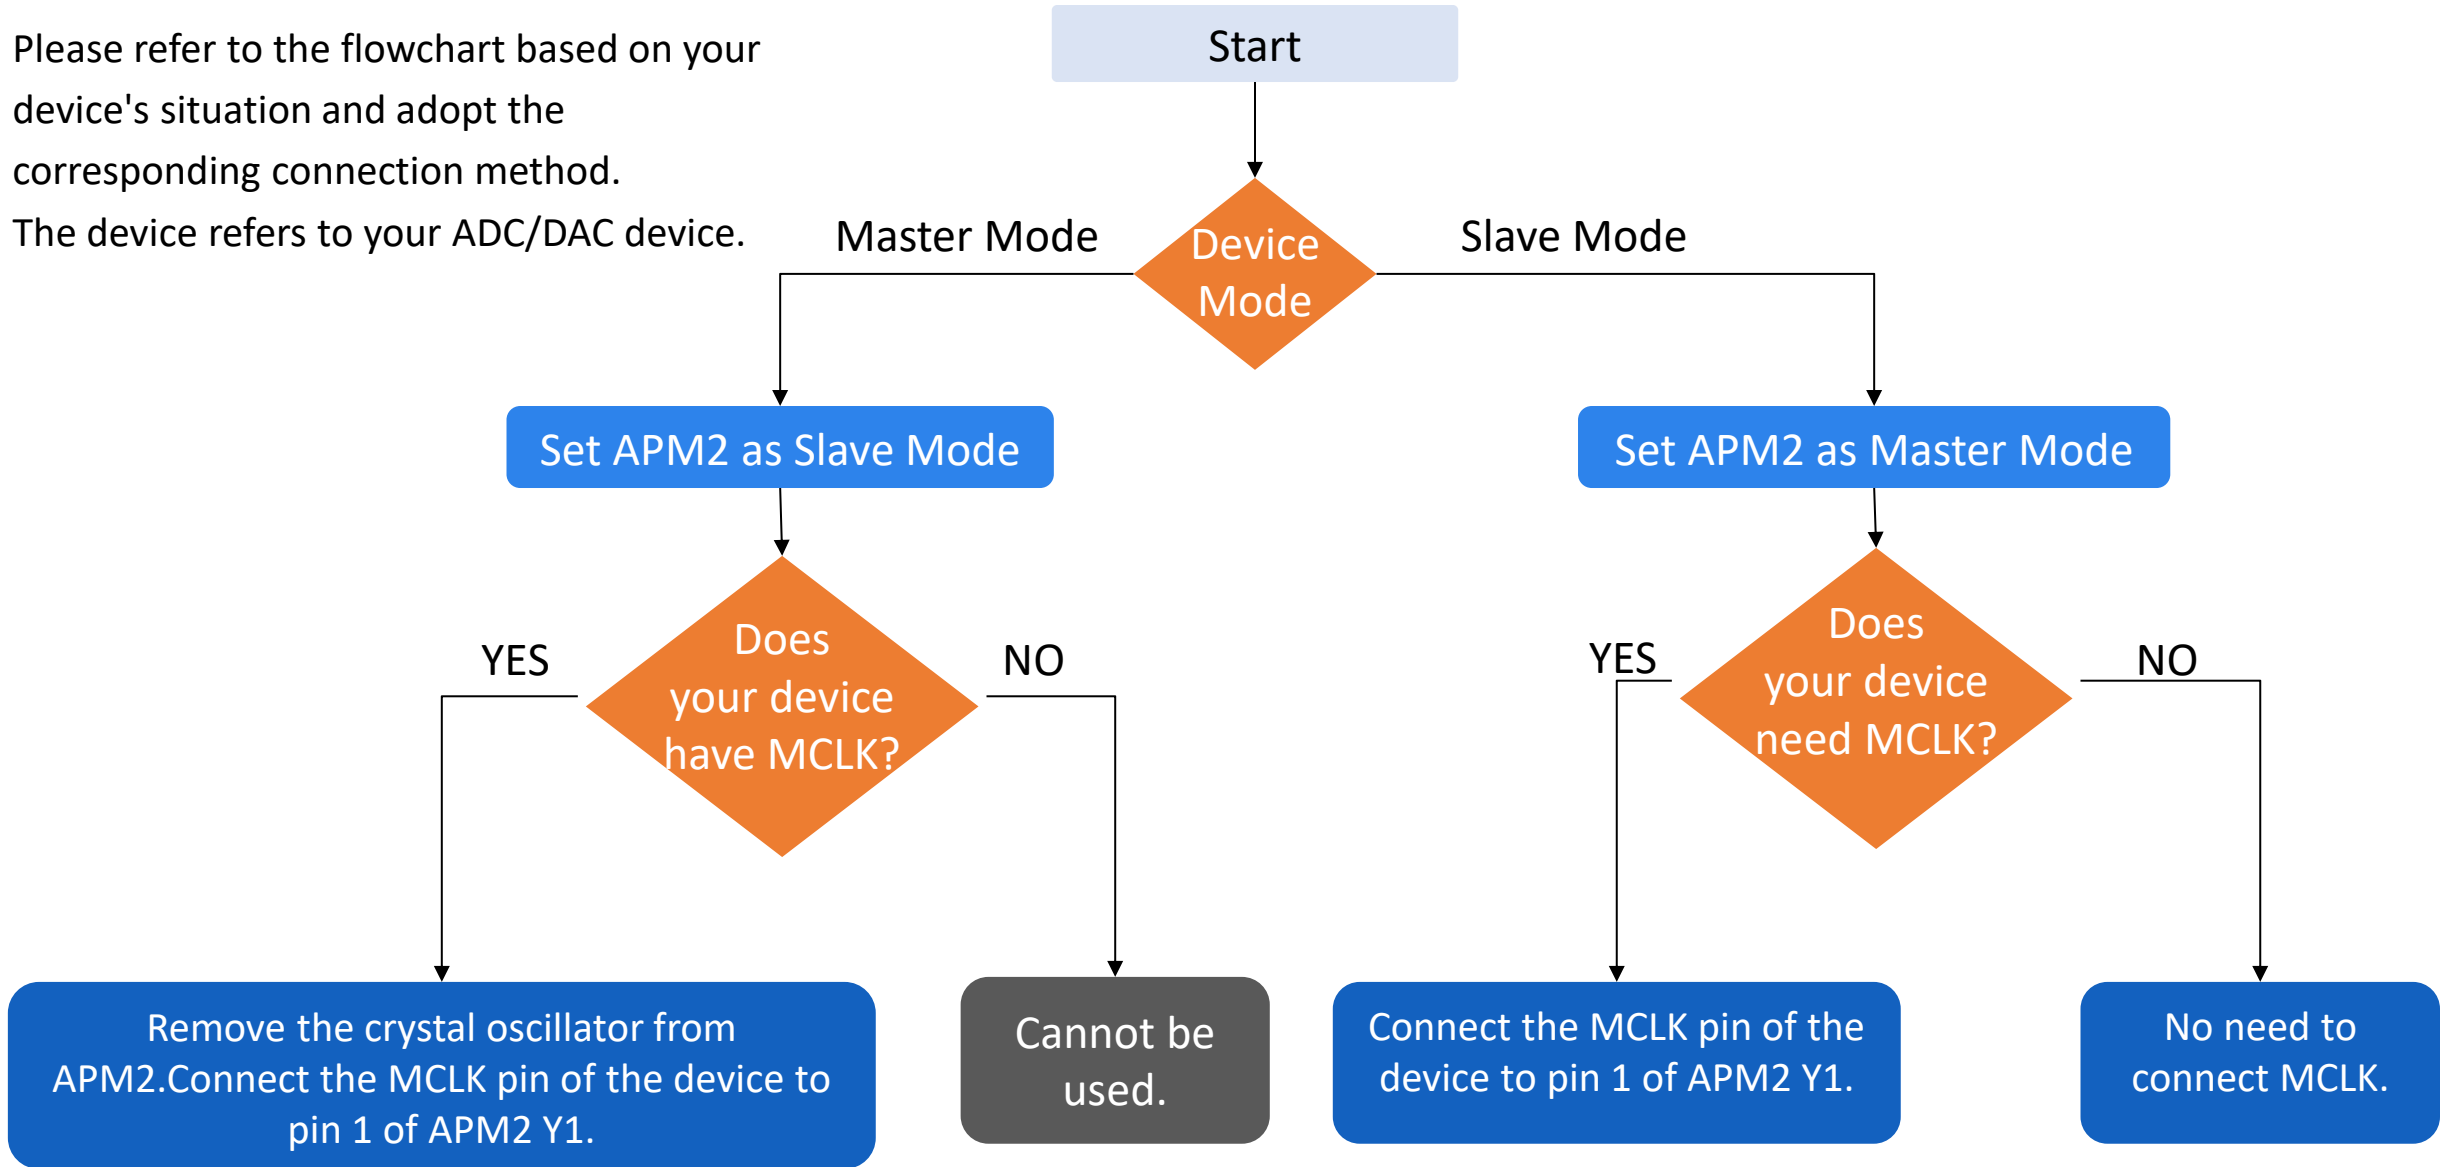 Please refer to the flowchart based on your
device's situation and adopt the
corresponding connection method.
The device refers to your ADC/DAC device.
Start
Device
Mode
Master Mode
Slave Mode
Set APM2 as Slave Mode
Set APM2 as Master Mode
Does
your device
have MCLK?
YES
NO
Does
your device
need MCLK?
YES
NO
Remove the crystal oscillator from
APM2.Connect the MCLK pin of the device to
pin 1 of APM2 Y1.
Cannot be
used.
Connect the MCLK pin of the
device to pin 1 of APM2 Y1.
No need to
connect MCLK.